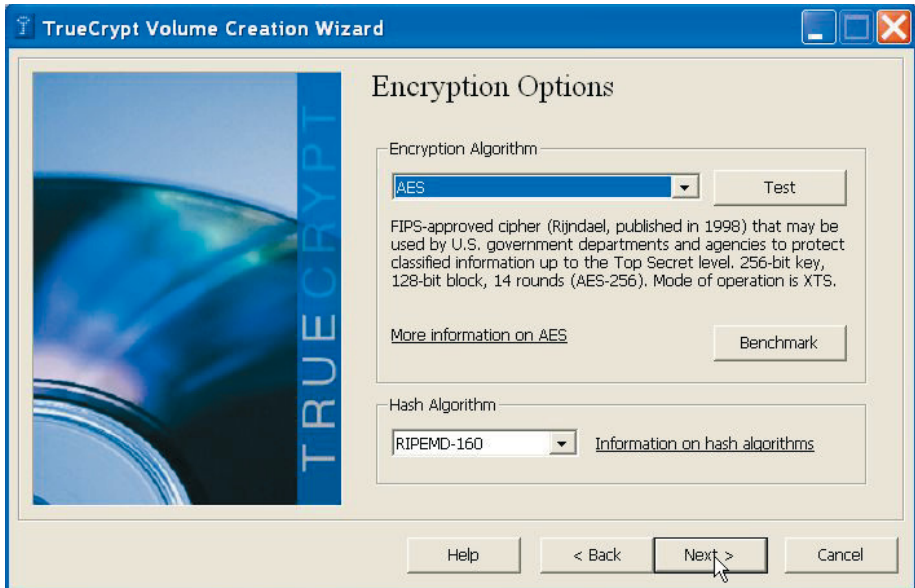 TrueCrypt Volume Creation Wizard
TRUECRYPT
Encryption Options
Encryption Algorithm
AES
Test
FIPS-approved cipher (Rijndael, published in 1998) that may be
used by U.S. government departments and agencies to protect
classified information up to the Top Secret level. 256-bit key,
128-bit block, 14 rounds (AES-256). Mode of operation is XTS.
More information on AES
Benchmark
Hash Algorithm
RIPEMD-160
Information on hash algorithms
Help
< Back
Next >
Cancel